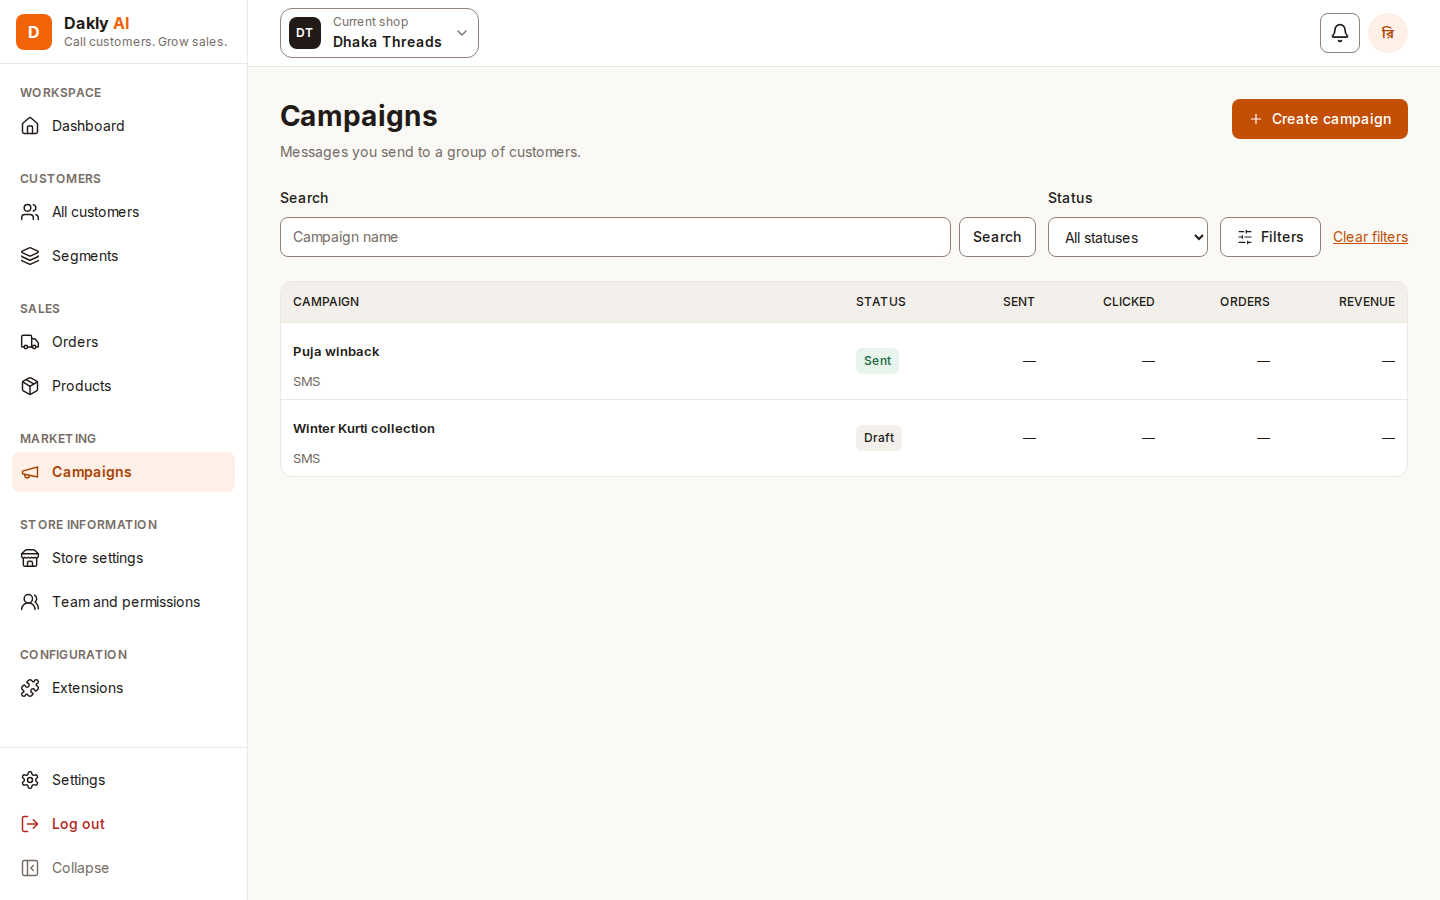 D
Dakly AI
Call customers. Grow sales.
DT
Current shop
Dhaka Threads
রি
WORKSPACE
Dashboard
CUSTOMERS
All customers
Segments
SALES
Orders
Products
MARKETING
Campaigns
STORE INFORMATION
Store settings
Team and permissions
CONFIGURATION
Extensions
Settings
Log out
Collapse
Campaigns
Messages you send to a group of customers.
Create campaign
Search
Status
Campaign name
Search
All statuses
Filters
Clear filters
CAMPAIGN STATUS SENT CLICKED ORDERS REVENUE
Puja winback
SMS
Sent — — — —
Winter Kurti collection
SMS
Draft — — — —